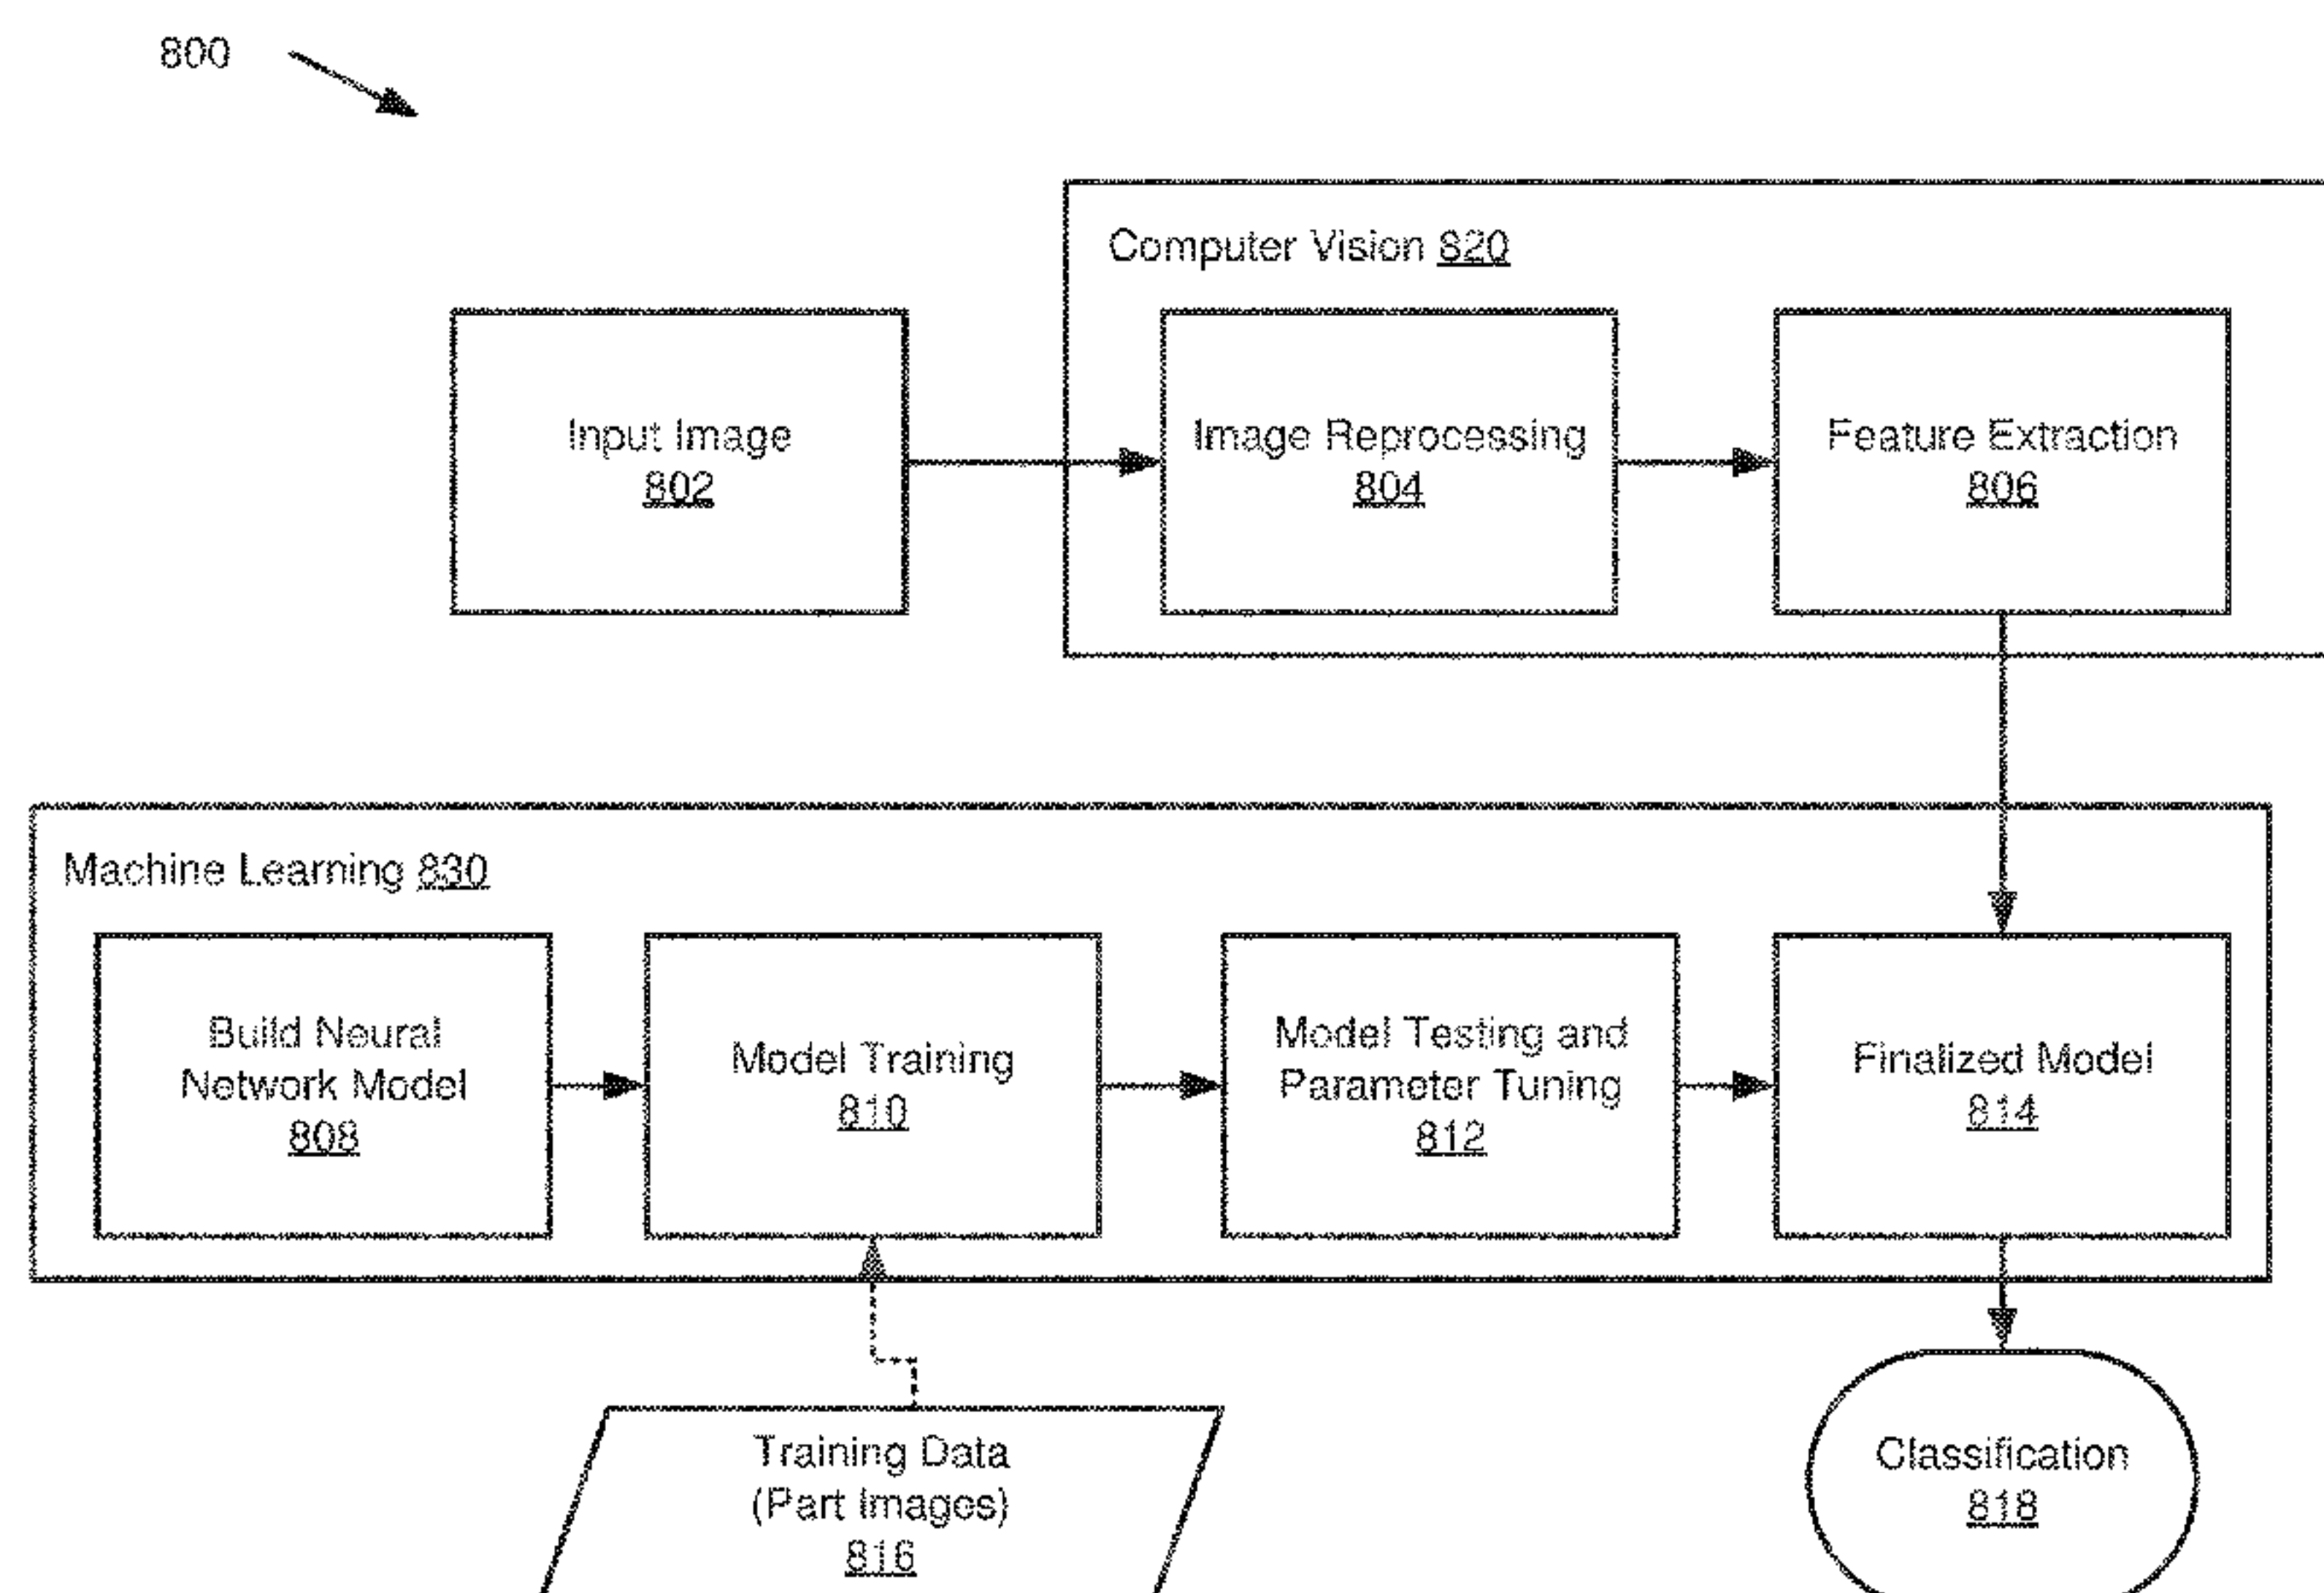 800
Computer Vision 820
Input Image
802
Image Reprocessing
804
Feature Extraction
806
Machine Learning 830
Build Neural
Network Model
808
Model Training
810
Model Testing and
Parameter Tuning
812
Finalized Model
814
Training Data
(Part Images)
816
Classification
818